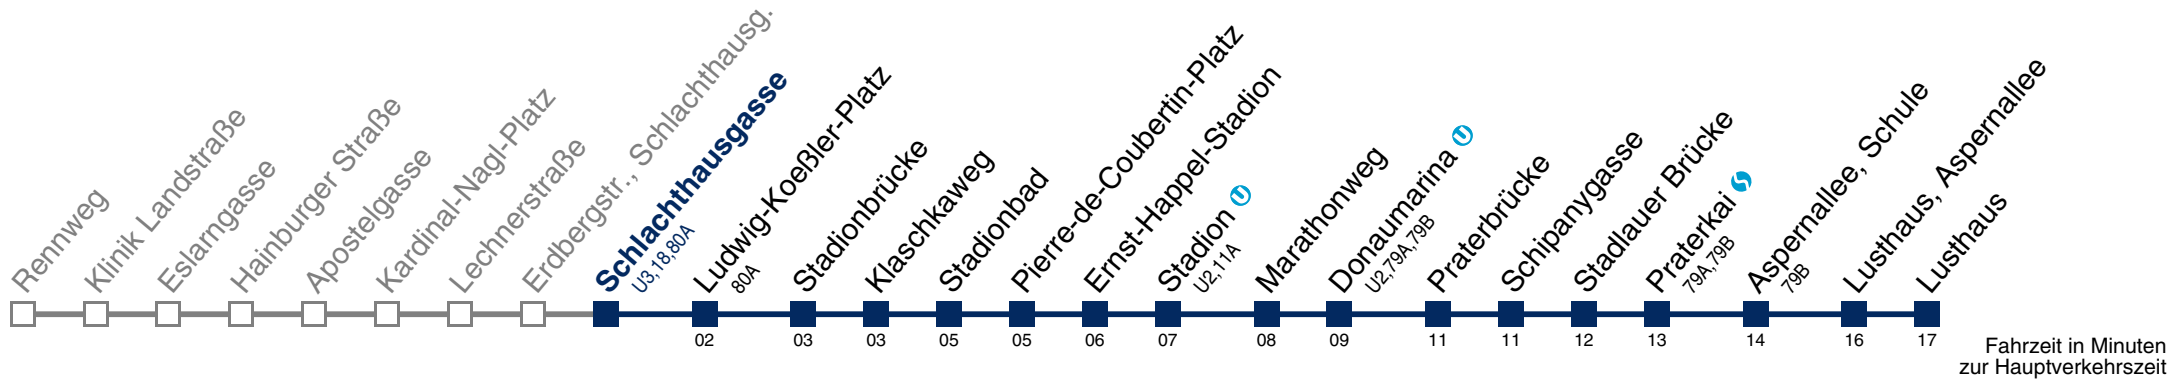 Rennweg
Klinik Landstraße
Eslarngasse
Hainburger Straße
Apostelgasse
Kardinal-Nagl-Platz
Lechnerstraße
Erdbergstr., Schlachthausg.
Schlachthausgasse
U3,18,80A
Ludwig-Koeßler-Platz
80A
Stadionbrücke
Klaschkaweg
Stadionbad
Pierre-de-Coubertin-Platz
Ernst-Happel-Stadion
Stadion U
U2,11A
Marathonweg
Donaumarina U
U2,79A,79B
Praterbrücke
Schipanygasse
Stadlauer Brücke
Praterkai S
79A,79B
Aspernallee, Schule
79B
Lusthaus, Aspernallee
Lusthaus
02 03 03 05 05 06 07 08 09 11 11 12 13 14 16 17
Fahrzeit in Minuten
zur Hauptverkehrszeit